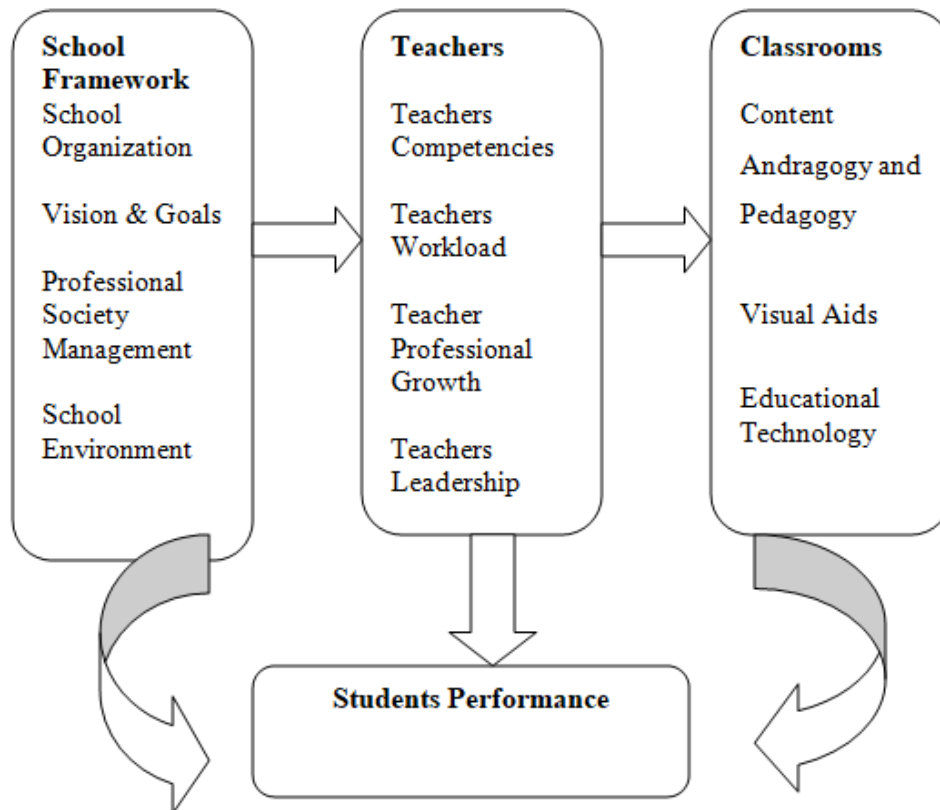 School
Framework
School
Organization
Vision & Goals
Professional
Society
Management
School
Environment
Teachers
Teachers
Competencies
Teachers
Workload
Teacher
Professional
Growth
Teachers
Leadership
Classrooms
Content
Andragogy and
Pedagogy
Visual Aids
Educational
Technology
Students Performance